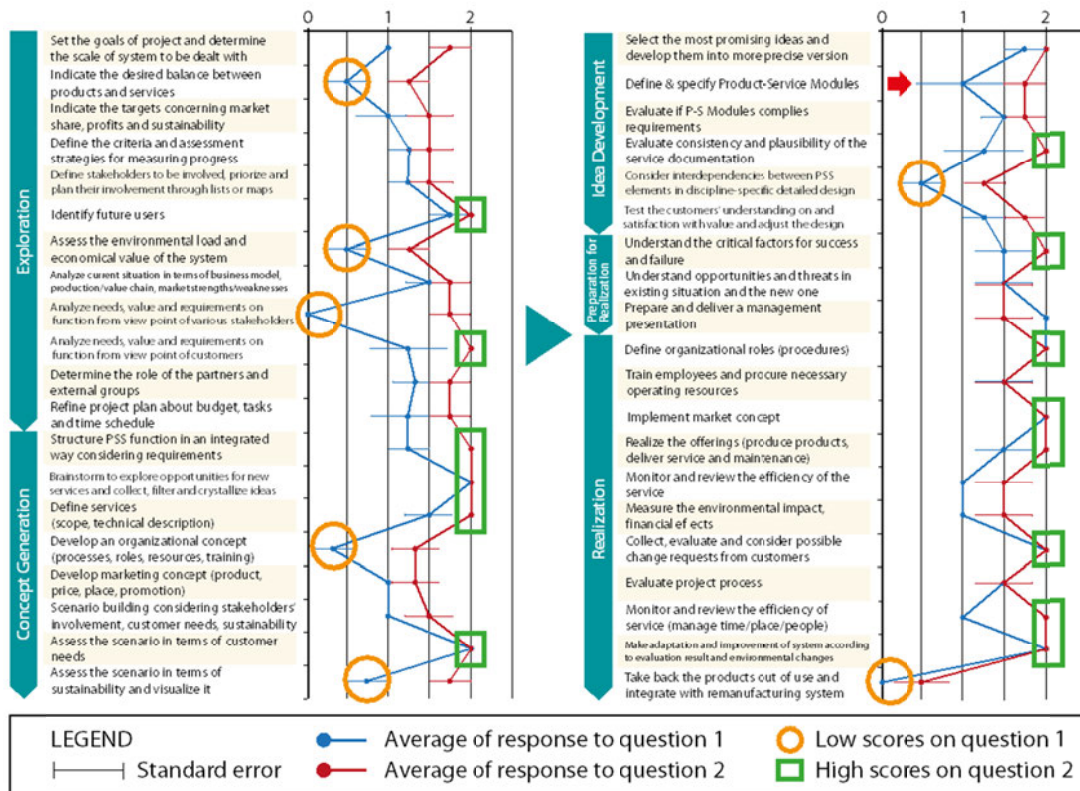 0 1 2
Exploration
Set the goals of project and determine
the scale of system to be dealt with
Indicate the desired balance between
products and services
Indicate the targets concerning market
share, profits and sustainability
Define the criteria and assessment
strategies for measuring progress
Define stakeholders to be involved, priorize and
plan their involvement through lists or maps
Identify future users
Assess the environmental load and
economical value of the system
Analyze current situation in terms of business model,
production/value chain, market strengths/weaknesses
Analyze needs, value and requirements on
function from view point of various stakeholders
Analyze needs, value and requirements on
function from view point of customers
Determine the role of the partners and
external groups
Refine project plan about budget, tasks
and time schedule
Concept Generation
Structure PSS function in an integrated
way considering requirements
Brainstorm to explore opportunities for new
services and collect, filter and crystallize ideas
Define services
(scope, technical description)
Develop an organizational concept
(processes, roles, resources, training)
Develop marketing concept (product,
price, place, promotion)
Scenario building considering stakeholders'
involvement, customer needs, sustainability
Assess the scenario in terms of customer
needs
Assess the scenario in terms of
sustainability and visualize it
0 1 2
Idea Development
Select the most promising ideas and
develop them into more precise version
Define & specify Product-Service Modules
Evaluate if P-S Modules complies
requirements
Evaluate consistency and plausibility of the
service documentation
Consider interdependencies between PSS
elements in discipline-specific detailed design
Test the customers' understanding on and
satisfaction with value and adjust the design
Preparation for
Realization
Understand the critical factors for success
and failure
Understand opportunities and threats in
existing situation and the new one
Prepare and deliver a management
presentation
Realization
Define organizational roles (procedures)
Train employees and procure necessary
operating resources
Implement market concept
Realize the offerings (produce products,
deliver service and maintenance)
Monitor and review the efficiency of the
service
Measure the environmental impact,
financial ef ects
Collect, evaluate and consider possible
change requests from customers
Evaluate project process
Monitor and review the efficiency of
service (manage time/place/people)
Make adaptation and improvement of system according
to evaluation result and environmental changes
Take back the products out of use and
integrate with remanufacturing system
LEGEND
Standard error
Average of response to question 1
Average of response to question 2
Low scores on question 1
High scores on question 2